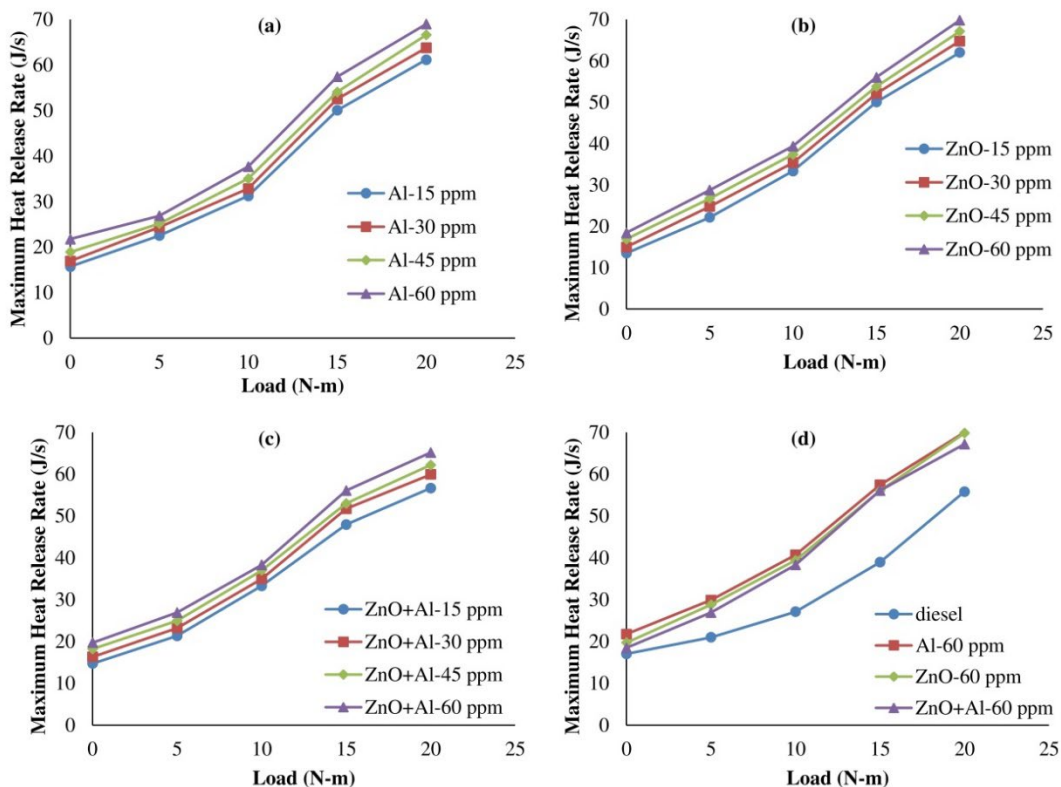 (a)
Maximum Heat Release Rate (J/s)
70
60
50
40
30
20
10
0
Al-15 ppm
Al-30 ppm
Al-45 ppm
Al-60 ppm
0 5 10 15 20 25
Load (N-m)
(b)
Maximum Heat Release Rate (J/s)
70
60
50
40
30
20
10
0
ZnO-15 ppm
ZnO-30 ppm
ZnO-45 ppm
ZnO-60 ppm
0 5 10 15 20 25
Load (N-m)
(c)
Maximum Heat Release Rate (J/s)
70
60
50
40
30
20
10
0
ZnO+Al-15 ppm
ZnO+Al-30 ppm
ZnO+Al-45 ppm
ZnO+Al-60 ppm
0 5 10 15 20 25
Load (N-m)
(d)
Maximum Heat Release Rate (J/s)
70
60
50
40
30
20
10
0
diesel
Al-60 ppm
ZnO-60 ppm
ZnO+Al-60 ppm
0 5 10 15 20 25
Load (N-m)